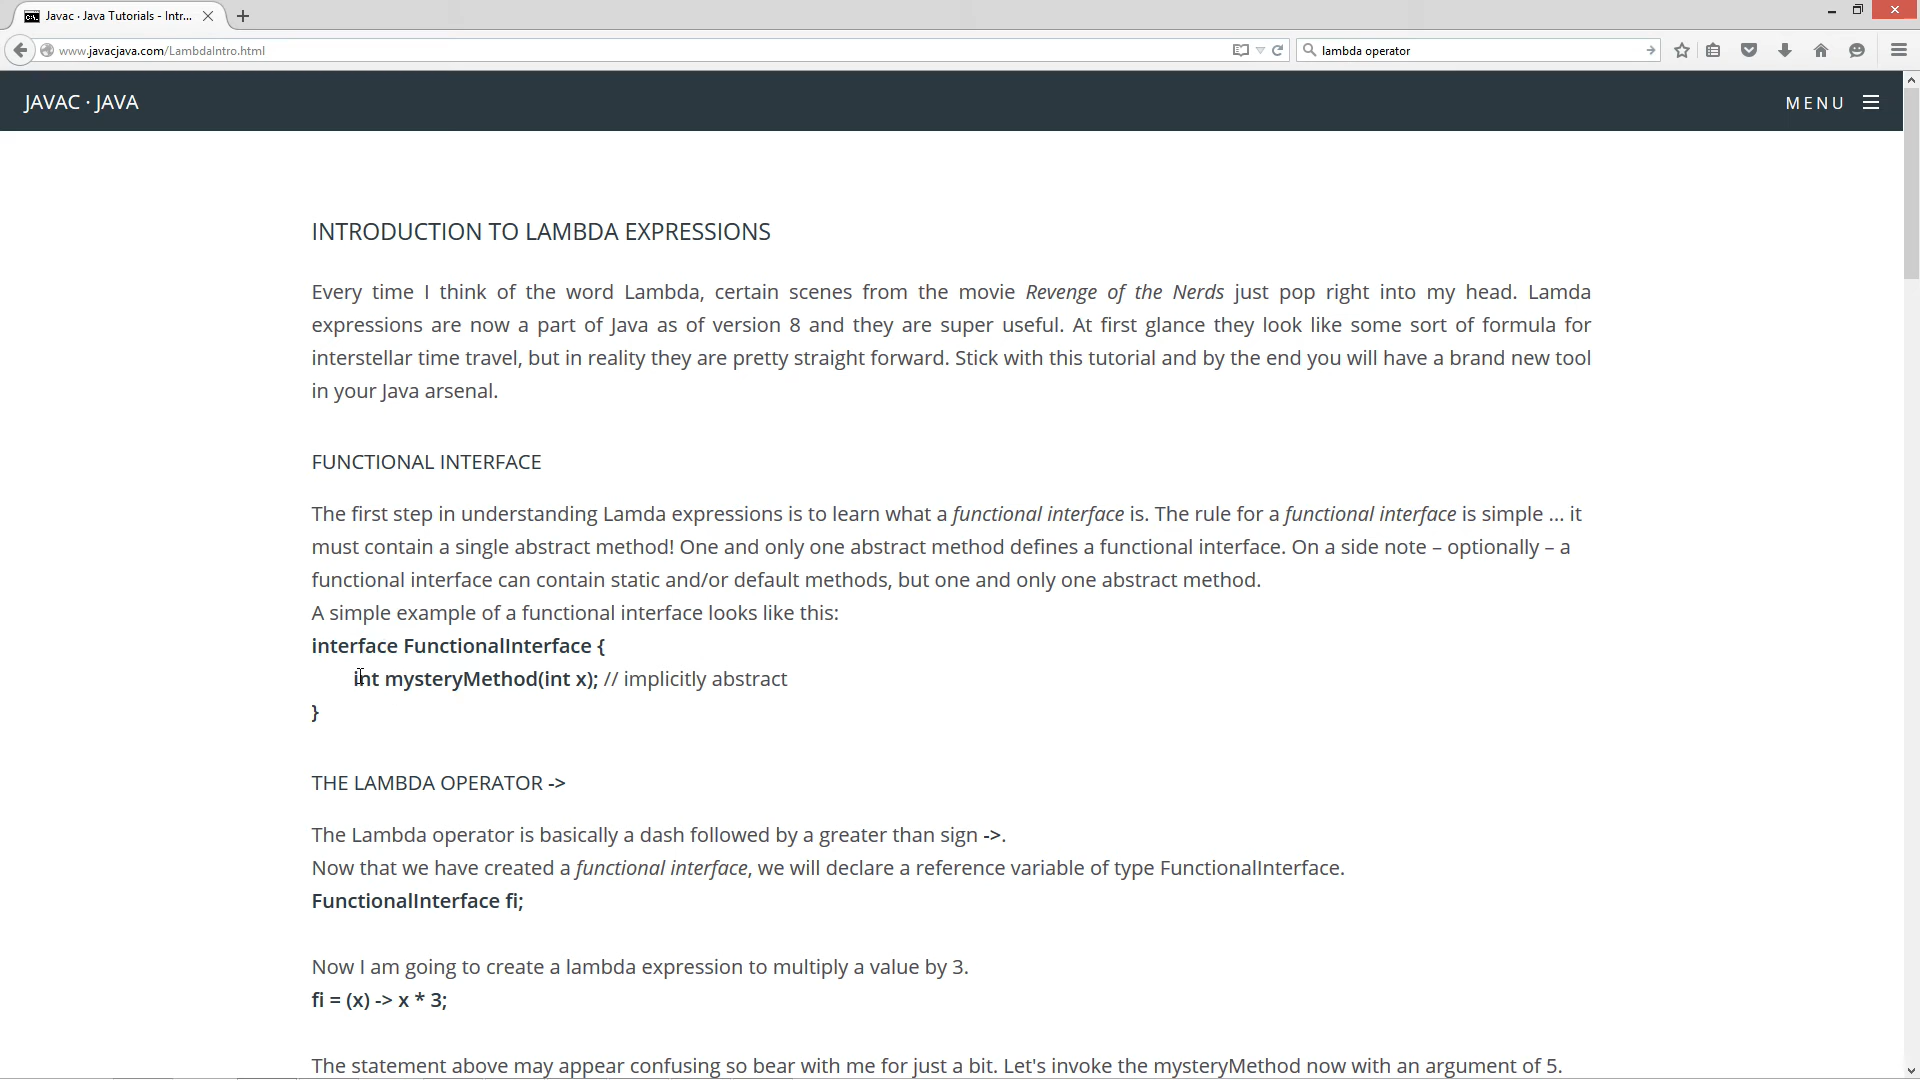 Javac · Java Tutorials - Intr...
www.javacjava.com/LambdaIntro.html
lambda operator
JAVAC · JAVA
MENU
INTRODUCTION TO LAMBDA EXPRESSIONS
Every time I think of the word Lambda, certain scenes from the movie Revenge of the Nerds just pop right into my head. Lamda
expressions are now a part of Java as of version 8 and they are super useful. At first glance they look like some sort of formula for
interstellar time travel, but in reality they are pretty straight forward. Stick with this tutorial and by the end you will have a brand new tool
in your Java arsenal.
FUNCTIONAL INTERFACE
The first step in understanding Lamda expressions is to learn what a functional interface is. The rule for a functional interface is simple ... it
must contain a single abstract method! One and only one abstract method defines a functional interface. On a side note – optionally – a
functional interface can contain static and/or default methods, but one and only one abstract method.
A simple example of a functional interface looks like this:
interface FunctionalInterface {
int mysteryMethod(int x); // implicitly abstract
}
THE LAMBDA OPERATOR ->
The Lambda operator is basically a dash followed by a greater than sign ->.
Now that we have created a functional interface, we will declare a reference variable of type FunctionalInterface.
FunctionalInterface fi;
Now I am going to create a lambda expression to multiply a value by 3.
fi = (x) -> x * 3;
The statement above may appear confusing so bear with me for just a bit. Let's invoke the mysteryMethod now with an argument of 5.